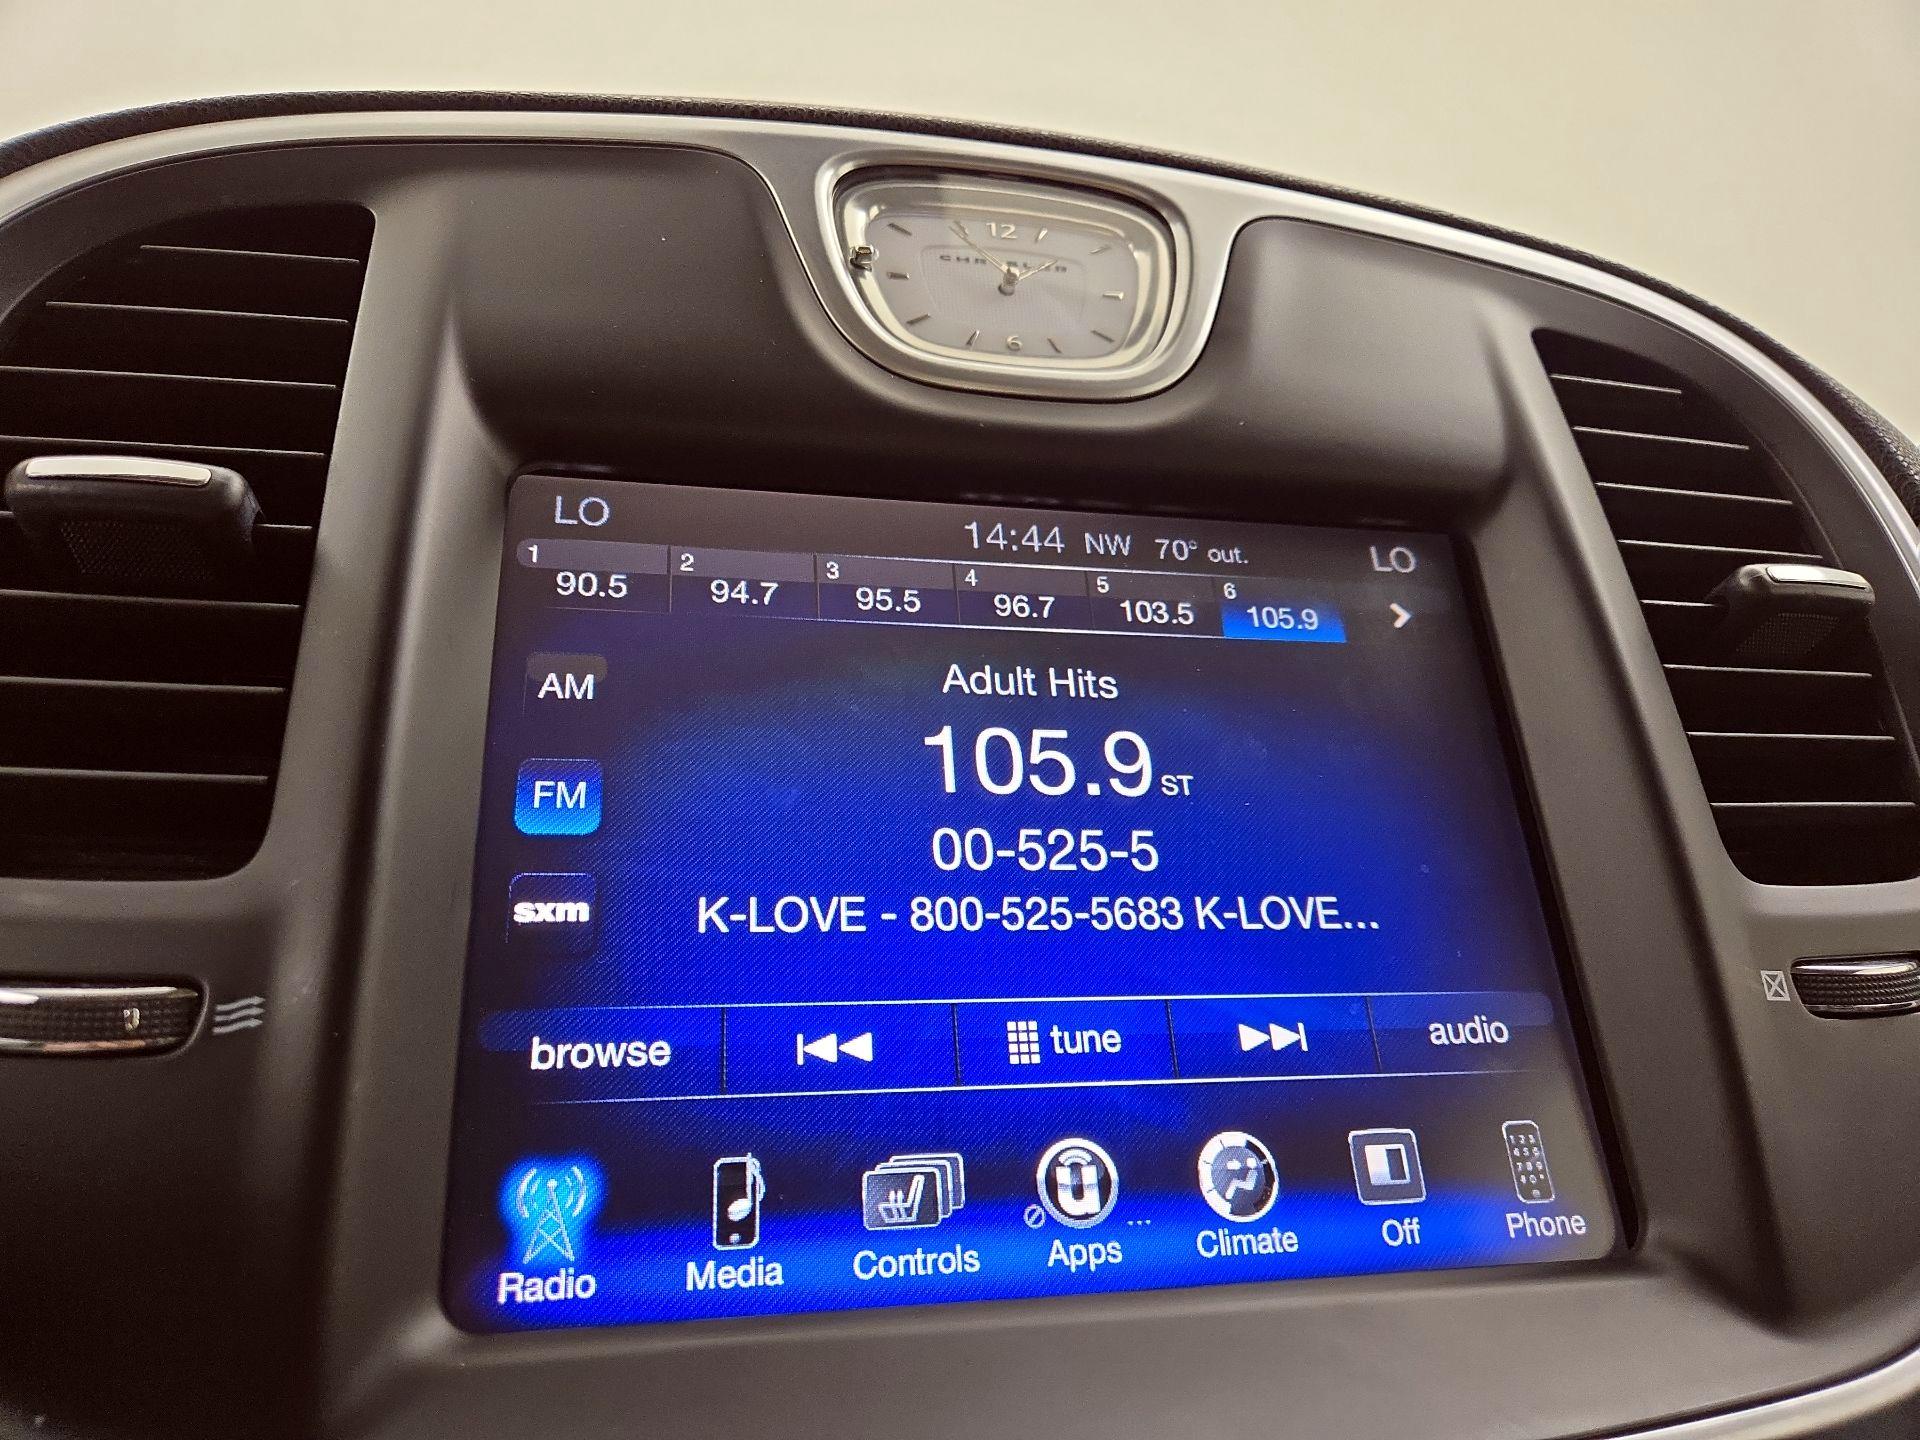 12
CHRYSLER
6
LO 14:44 NW 70° out. LO
1 2 3 4 5 6
90.5 94.7 95.5 96.7 103.5 105.9
AM
Adult Hits
105.9 ST
FM
00-525-5
sxm
K-LOVE - 800-525-5683 K-LOVE...
browse tune audio
Radio Media Controls Apps ... Climate Off Phone